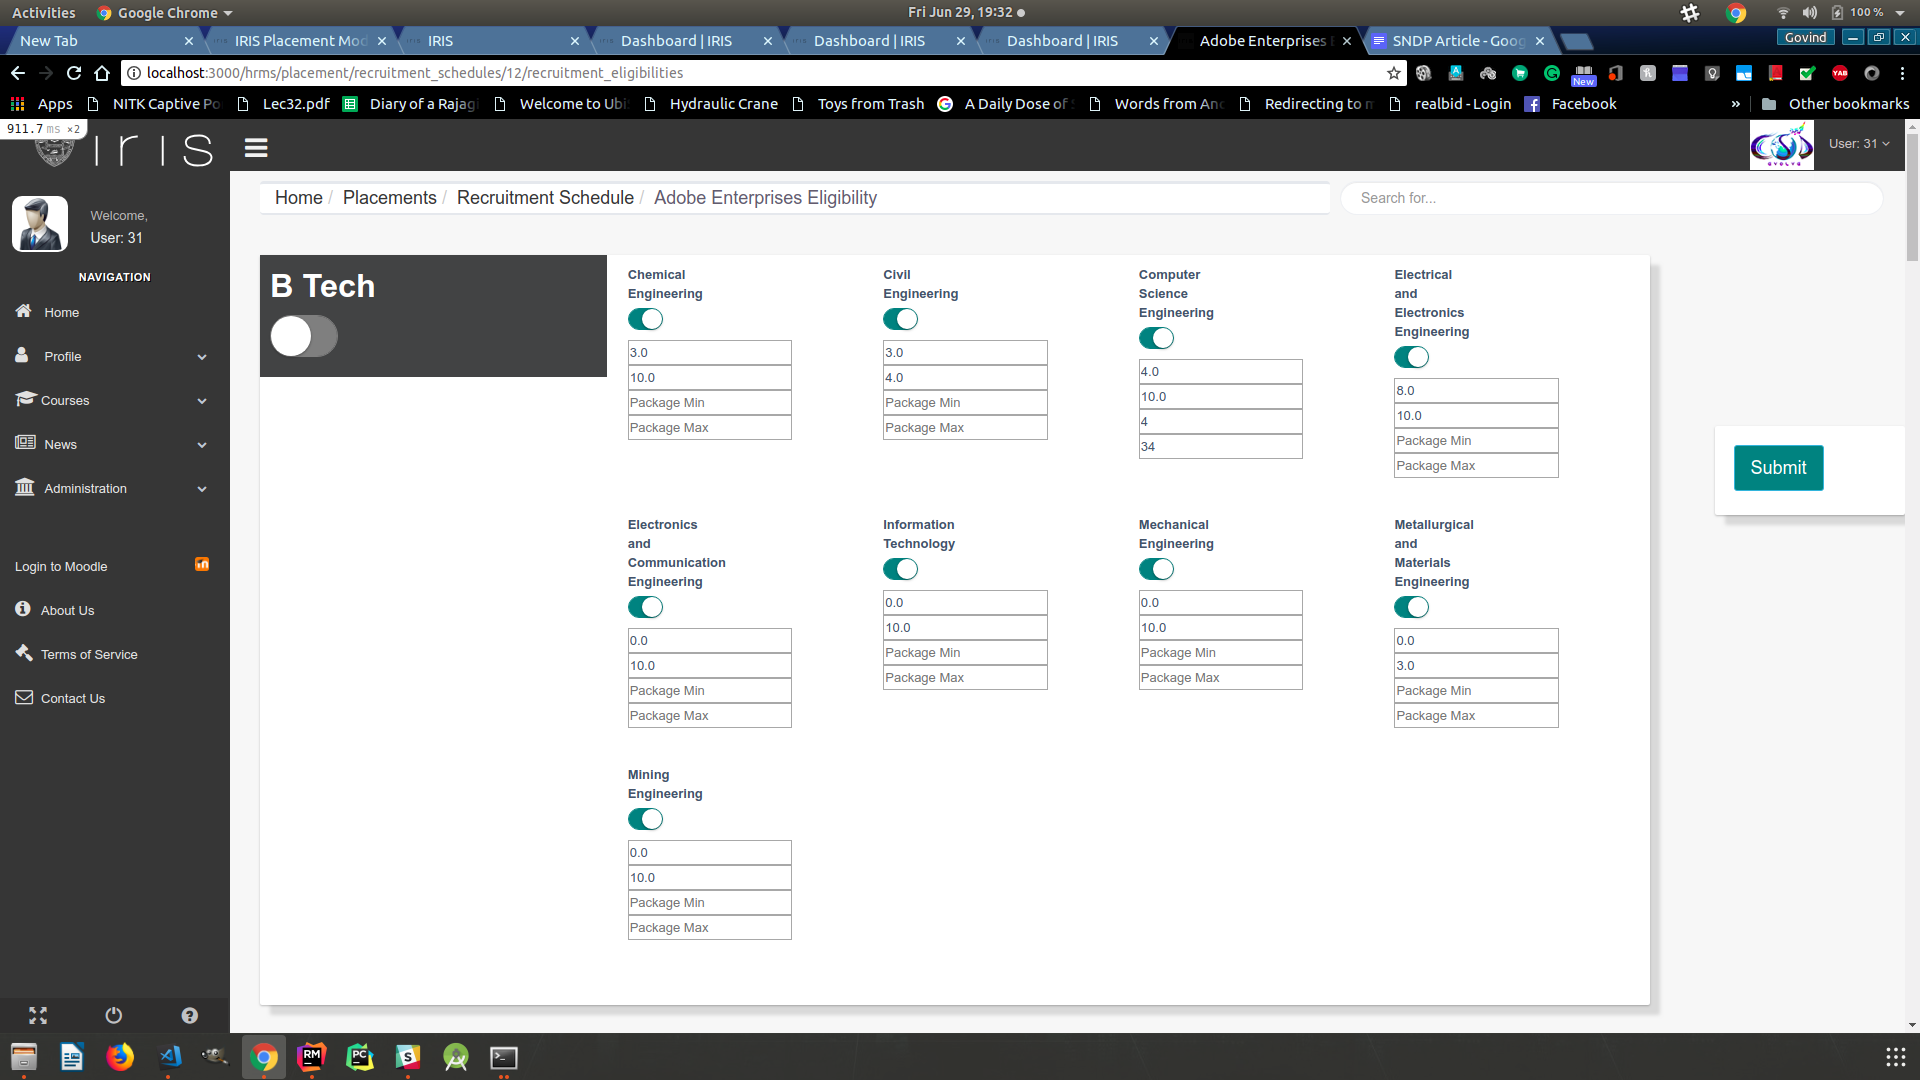 Activities Google Chrome Fri Jun 29, 19:32 100 %
New Tab IRIS Placement Mod IRIS Dashboard | IRIS Dashboard | IRIS Dashboard | IRIS Adobe Enterprises SNDP Article - Goog Govind
localhost:3000/hrms/placement/recruitment_schedules/12/recruitment_eligibilities New
Apps NITK Captive Po Lec32.pdf Diary of a Rajag Welcome to Ubi Hydraulic Crane Toys from Trash A Daily Dose of Words from An Redirecting to m realbid - Login Facebook » Other bookmarks
911.7 ms ×2
iris
User: 31
Home / Placements / Recruitment Schedule / Adobe Enterprises Eligibility
Search for...
Welcome,
User: 31
NAVIGATION
Home
Profile
Courses
News
Administration
Login to Moodle
About Us
Terms of Service
Contact Us
B Tech
Chemical
Engineering
3.0
10.0
Package Min
Package Max
Civil
Engineering
3.0
4.0
Package Min
Package Max
Computer
Science
Engineering
4.0
10.0
4
34
Electrical
and
Electronics
Engineering
8.0
10.0
Package Min
Package Max
Electronics
and
Communication
Engineering
0.0
10.0
Package Min
Package Max
Information
Technology
0.0
10.0
Package Min
Package Max
Mechanical
Engineering
0.0
10.0
Package Min
Package Max
Metallurgical
and
Materials
Engineering
0.0
3.0
Package Min
Package Max
Mining
Engineering
0.0
10.0
Package Min
Package Max
Submit